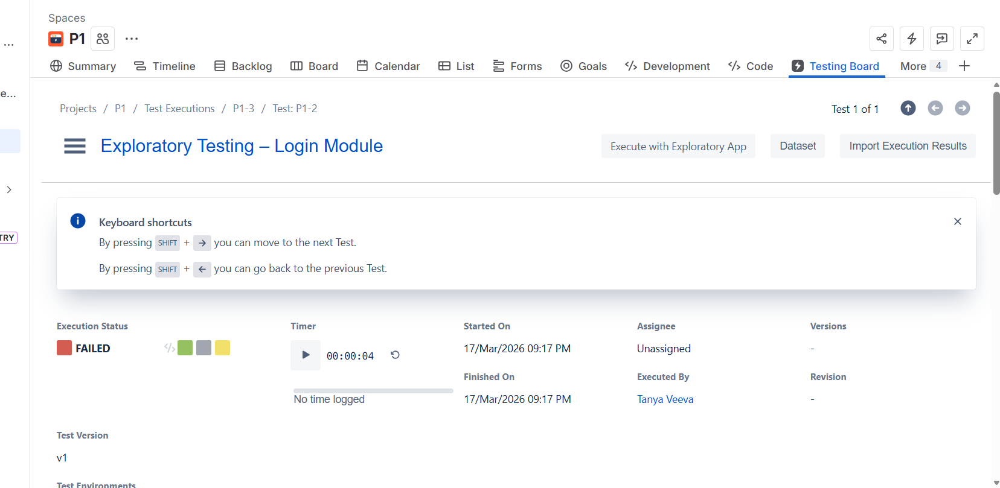 Spaces
P1
...
...
Summary Timeline Backlog Board Calendar List Forms Goals Development Code Testing Board More 4
e...
Projects / P1 / Test Executions / P1-3 / Test: P1-2
Test 1 of 1
Exploratory Testing – Login Module
Execute with Exploratory App Dataset Import Execution Results
TRY
Keyboard shortcuts
By pressing SHIFT + → you can move to the next Test.
By pressing SHIFT + ← you can go back to the previous Test.
Execution Status
FAILED
Timer
00:00:04
No time logged
Started On
17/Mar/2026 09:17 PM
Finished On
17/Mar/2026 09:17 PM
Assignee
Unassigned
Executed By
Tanya Veeva
Versions
-
Revision
-
Test Version
v1
Test Environments